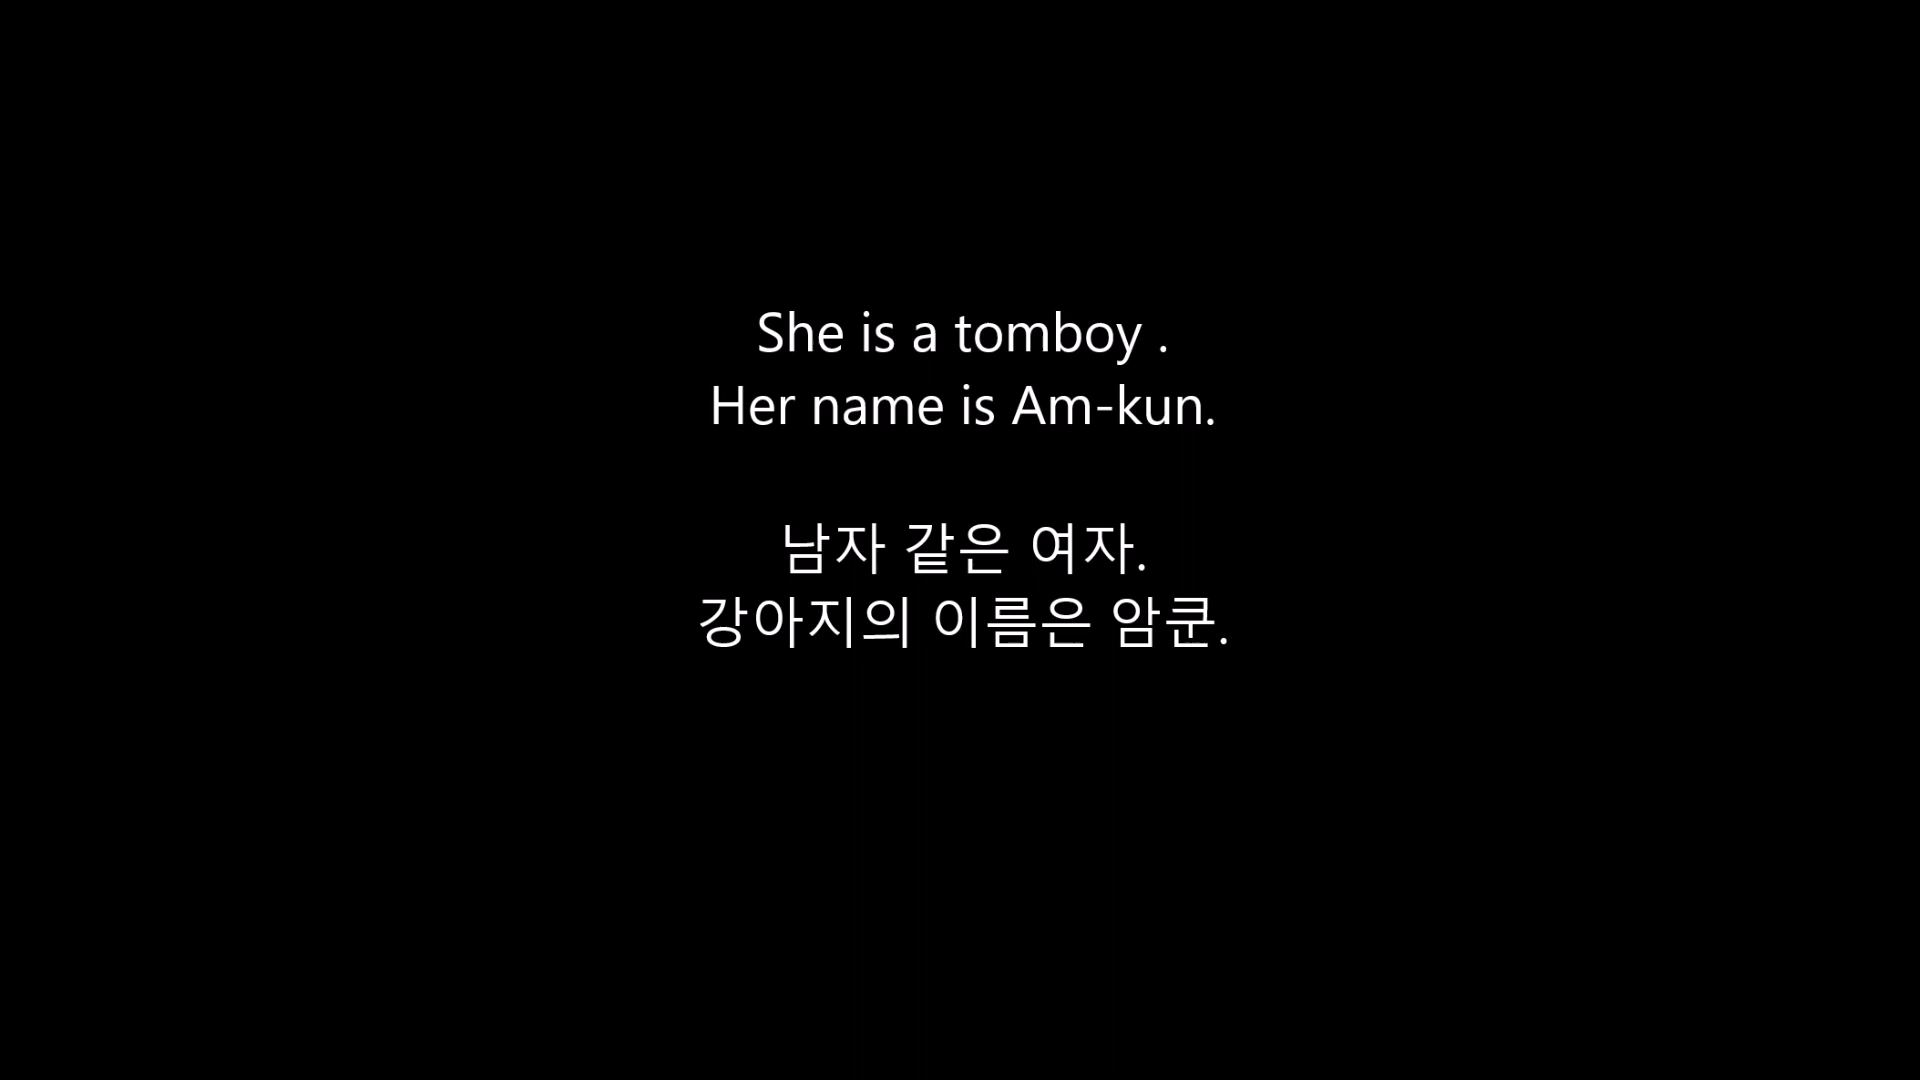 She is a tomboy .
Her name is Am-kun.
남자 같은 여자.
강아지의 이름은 암쿤.